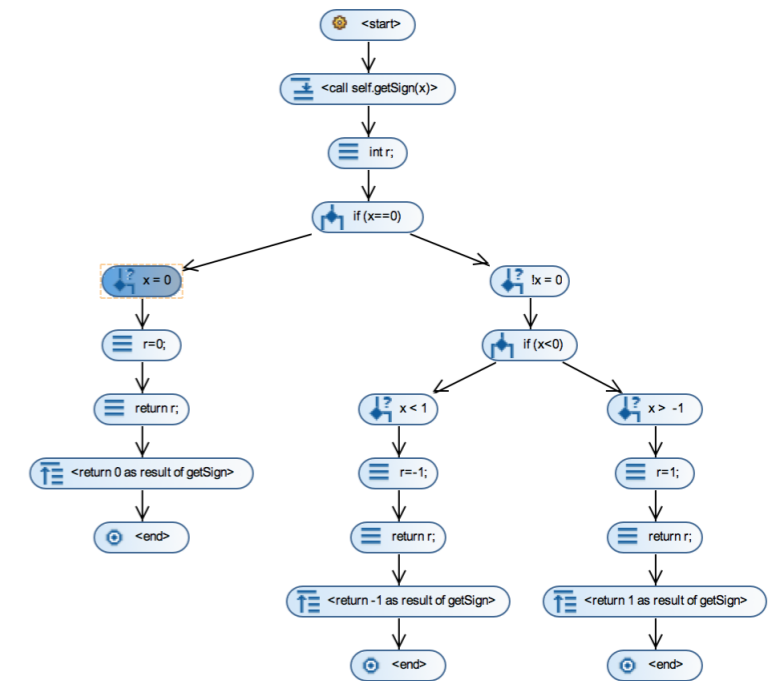 <start>
<call self.getSign(x)>
int r;
if (x==0)
x = 0
!x = 0
r=0;
if (x<0)
return r;
x < 1
x > -1
<return 0 as result of getSign>
r=-1;
r=1;
<end>
return r;
return r;
<return -1 as result of getSign>
<return 1 as result of getSign>
<end>
<end>